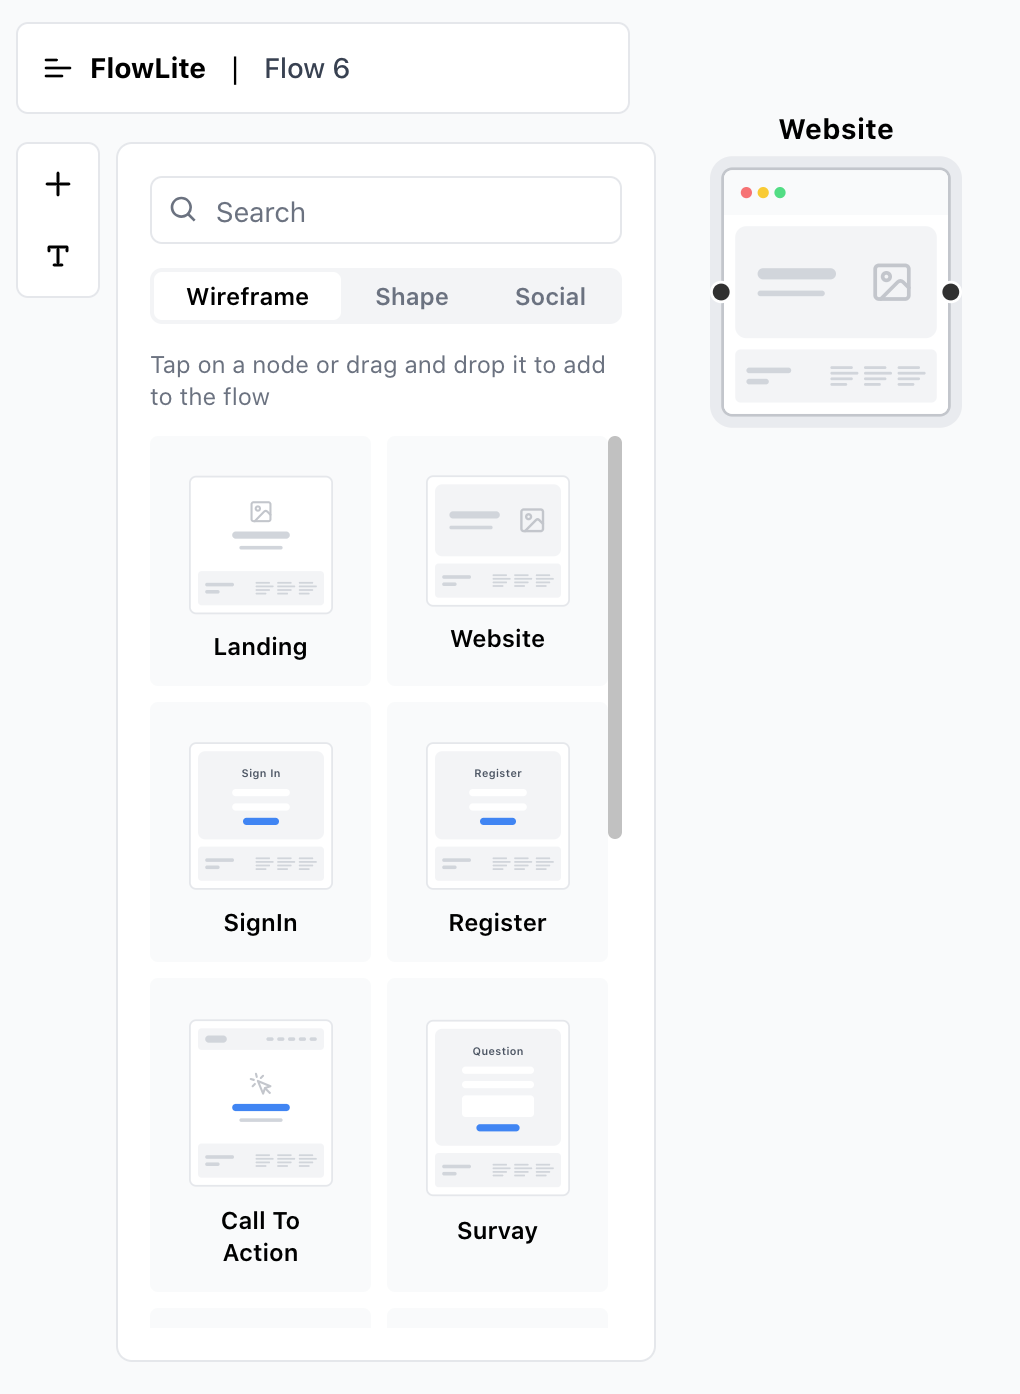 FlowLite | Flow 6
Website
Search
Wireframe Shape Social
Tap on a node or drag and drop it to add
to the flow
Landing
Website
Sign In
SignIn
Register
Register
Call To
Action
Question
Survay